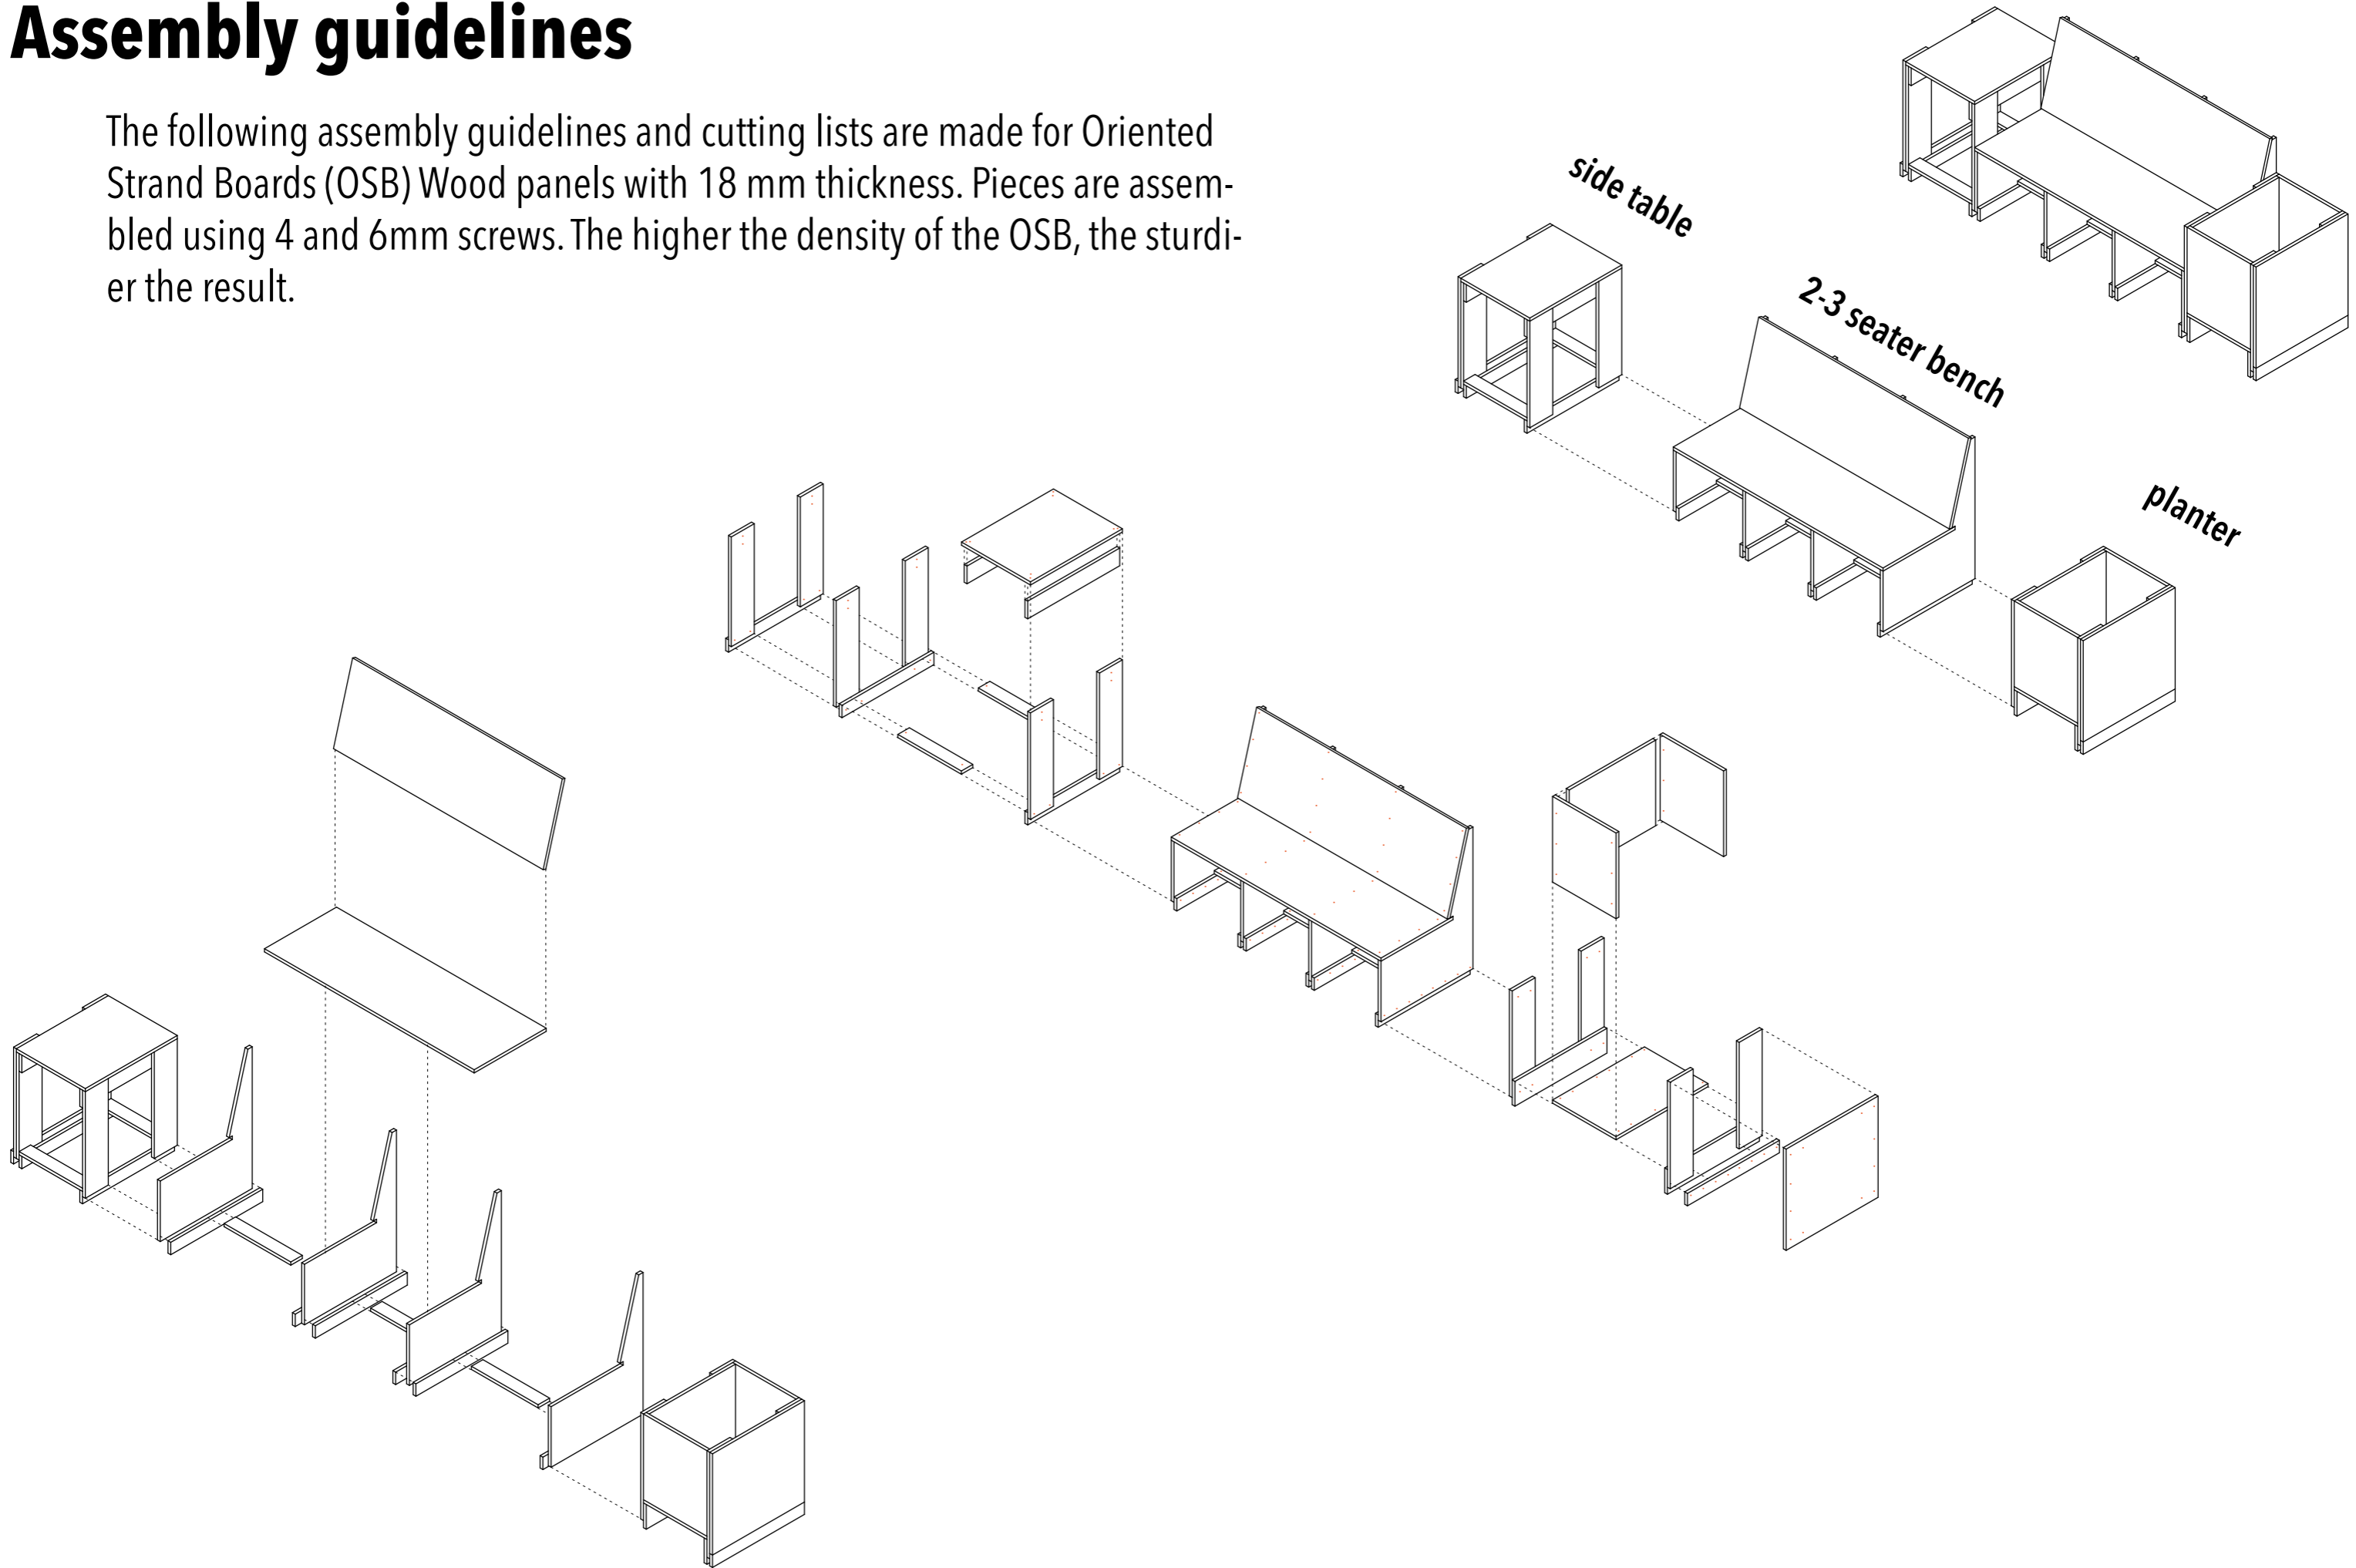 Assembly guidelines
The following assembly guidelines and cutting lists are made for Oriented
Strand Boards (OSB) Wood panels with 18 mm thickness. Pieces are assem-
bled using 4 and 6mm screws. The higher the density of the OSB, the sturdi-
er the result.
side table
2-3 seater bench
planter